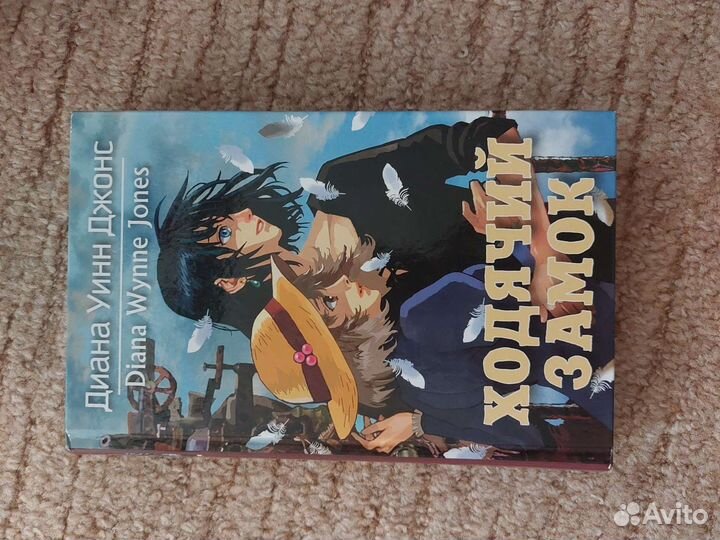 Диана Уинн Джонс
Diana Wynne Jones
ХОДЯЧИЙ
ЗАМОК
Avito